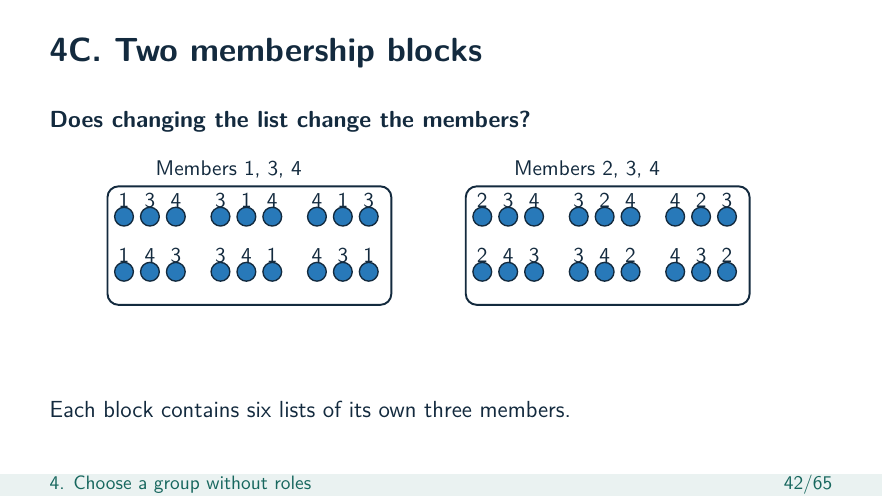 4C. Two membership blocks
Does changing the list change the members?
Members 1, 3, 4
1 3 4 3 1 4 4 1 3
1 4 3 3 4 1 4 3 1
Members 2, 3, 4
2 3 4 3 2 4 4 2 3
2 4 3 3 4 2 4 3 2
Each block contains six lists of its own three members.
4. Choose a group without roles
42/65